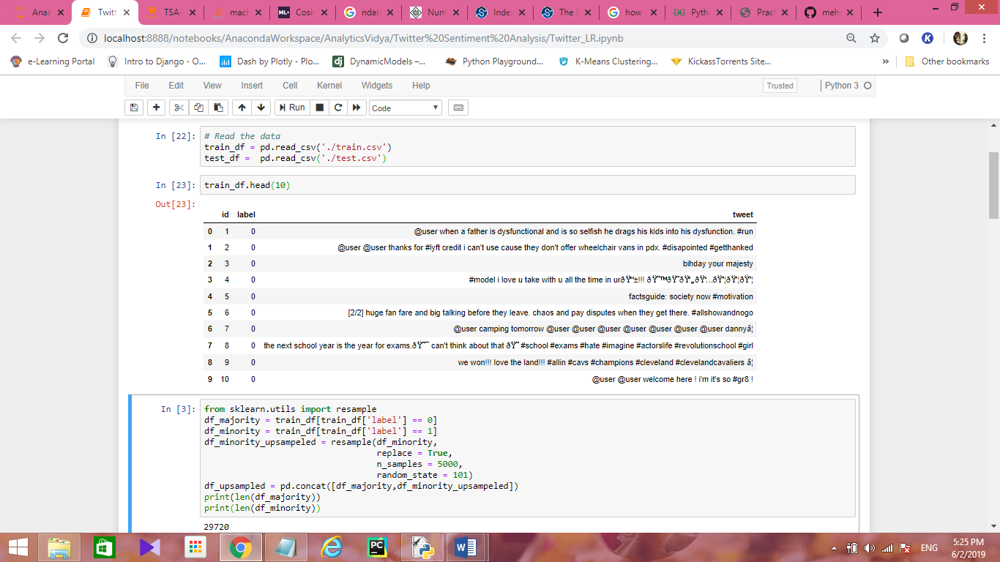 Anac
Twitt
TSA-
mach
Cosi
ndar
Num
Inde
The
how
Pyth
Pract
meh
localhost:8888/notebooks/AnacondaWorkspace/AnalyticsVidya/Twitter%20Sentiment%20Analysis/Twitter_LR.ipynb
e-Learning Portal
Intro to Django - O...
Dash by Plotly - Plo...
DynamicModels –...
Python Playground...
K-Means Clustering...
KickassTorrents Site...
»
Other bookmarks
File Edit View Insert Cell Kernel Widgets Help
Trusted
Python 3
Run
Code
In [22]:
# Read the data
train_df = pd.read_csv('./train.csv')
test_df =  pd.read_csv('./test.csv')
In [23]:
train_df.head(10)
Out[23]:
id label tweet
0 1 0 @user when a father is dysfunctional and is so selfish he drags his kids into his dysfunction. #run
1 2 0 @user @user thanks for #lyft credit i can't use cause they don't offer wheelchair vans in pdx. #disapointed #getthanked
2 3 0 bihday your majesty
3 4 0 #model i love u take with u all the time in
4 5 0 factsguide: society now #motivation
5 6 0 [2/2] huge fan fare and big talking before they leave. chaos and pay disputes when they get there. #allshowandnogo
6 7 0 @user camping tomorrow @user @user @user @user @user @user @user dannyâ¦
7 8 0 the next school year is the year for exams. can't think about that #school #exams #hate #imagine #actorslife #revolutionschool #girl
8 9 0 we won!!! love the land!!! #allin #cavs #champions #cleveland #clevelandcavaliers â¦
9 10 0 @user @user welcome here ! i'm it's so #gr8 !
In [3]:
from sklearn.utils import resample
df_majority = train_df[train_df['label'] == 0]
df_minority = train_df[train_df['label'] == 1]
df_minority_upsampeled = resample(df_minority,
replace = True,
n_samples = 5000,
random_state = 101)
df_upsampled = pd.concat([df_majority,df_minority_upsampeled])
print(len(df_majority))
print(len(df_minority))
29720
ML
GG
K
dj
PC
W
ENG
5:25 PM
6/2/2019